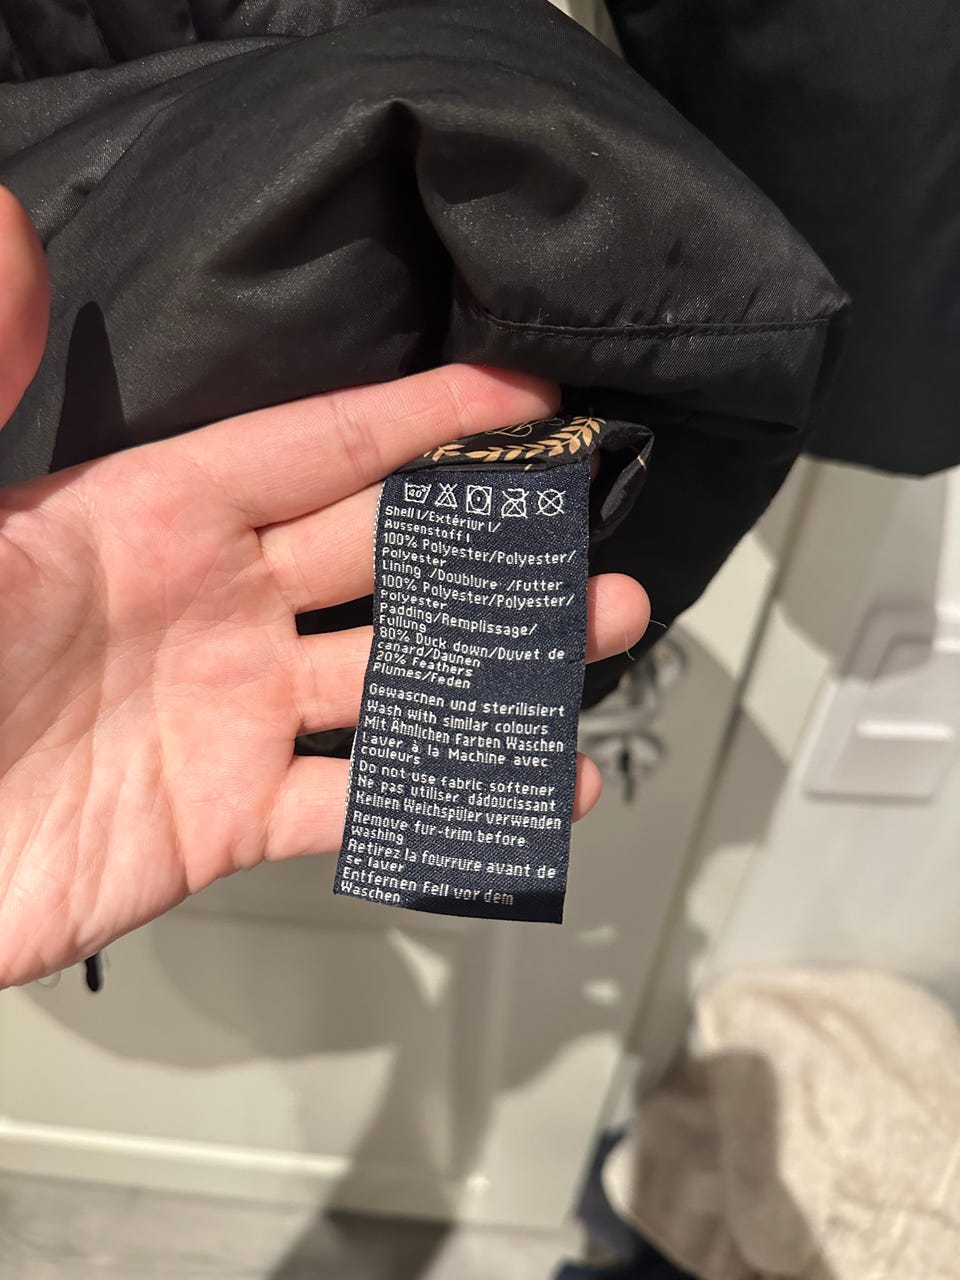 40°
Shell I/Extérieur I/
Aussenstoff I
100% Polyester/Polyester/
Polyester
Lining /Doublure /Futter
100% Polyester/Polyester/
Polyester
Padding/Remplissage/
Fullung
80% Duck down/Duvet de
canard/Daunen
20% Feathers
Plumes/Feden
Gewaschen und sterilisiert
Wash with similar colours
Mit Ähnlichen Farben Waschen
Laver à la Machine avec
couleurs
Do not use fabric softener
Ne pas utiliser dádoucissant
Keinen Weichspüler verwenden
Remove fur-trim before
washing
Retirez la fourrure avant de
se laver
Entfernen Fell vor dem
Waschen